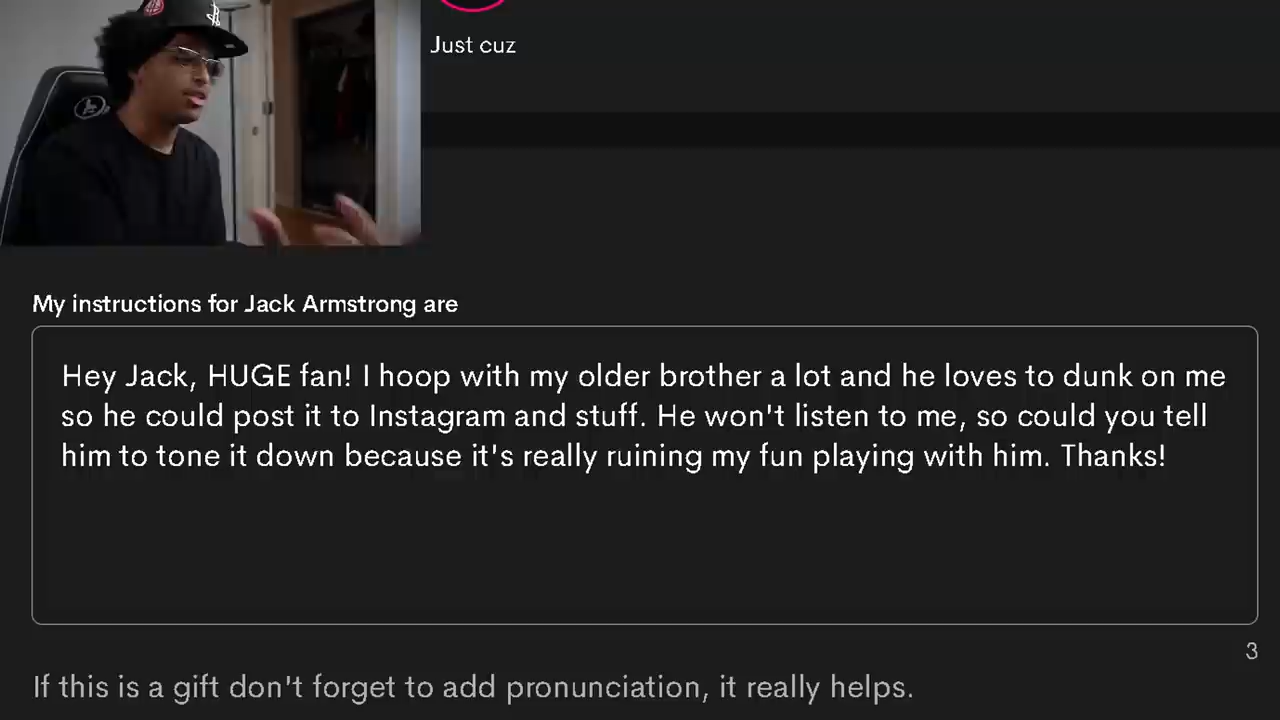 Just cuz
My instructions for Jack Armstrong are
Hey Jack, HUGE fan! I hoop with my older brother a lot and he loves to dunk on me
so he could post it to Instagram and stuff. He won't listen to me, so could you tell
him to tone it down because it's really ruining my fun playing with him. Thanks!
3
If this is a gift don't forget to add pronunciation, it really helps.